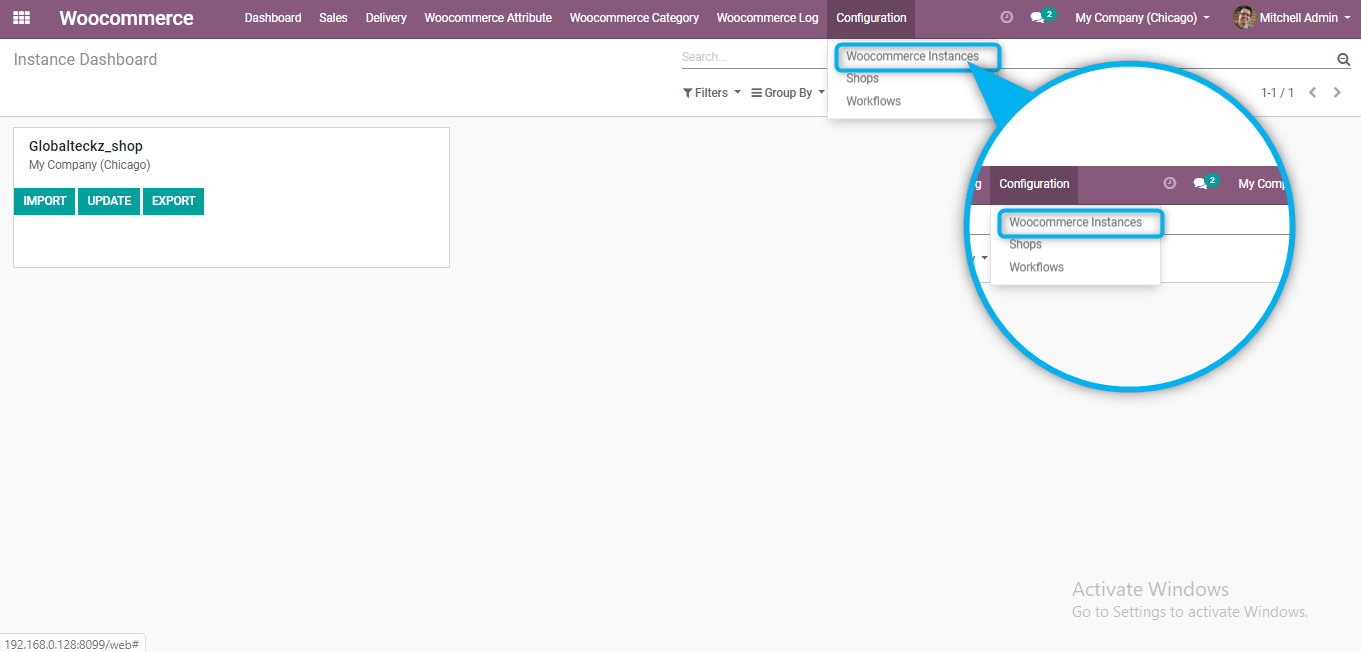 Woocommerce Dashboard Sales Delivery Woocommerce Attribute Woocommerce Category Woocommerce Log Configuration 2 My Company (Chicago) Mitchell Admin
Instance Dashboard
Search...
Woocommerce Instances
Shops
Workflows
Filters Group By
1-1 / 1
Globalteckz_shop
My Company (Chicago)
IMPORT UPDATE EXPORT
g Configuration 2 My Comp
Woocommerce Instances
Shops
y
Workflows
Activate Windows
Go to Settings to activate Windows.
192.168.0.128:8099/web#